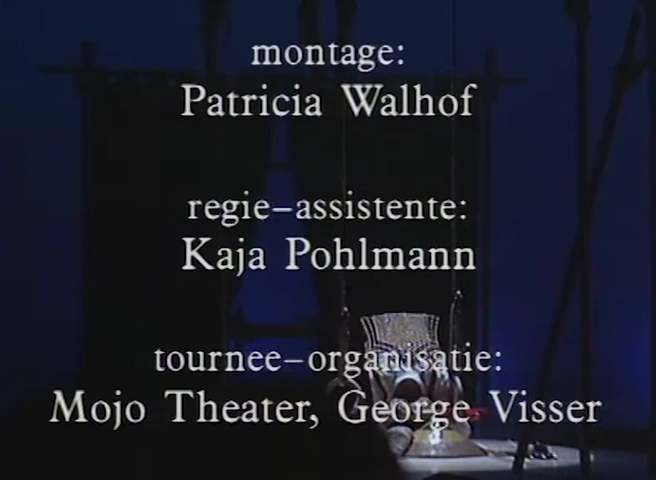 montage:
Patricia Walhof
regie–assistente:
Kaja Pohlmann
tournee–organisatie:
Mojo Theater, George Visser